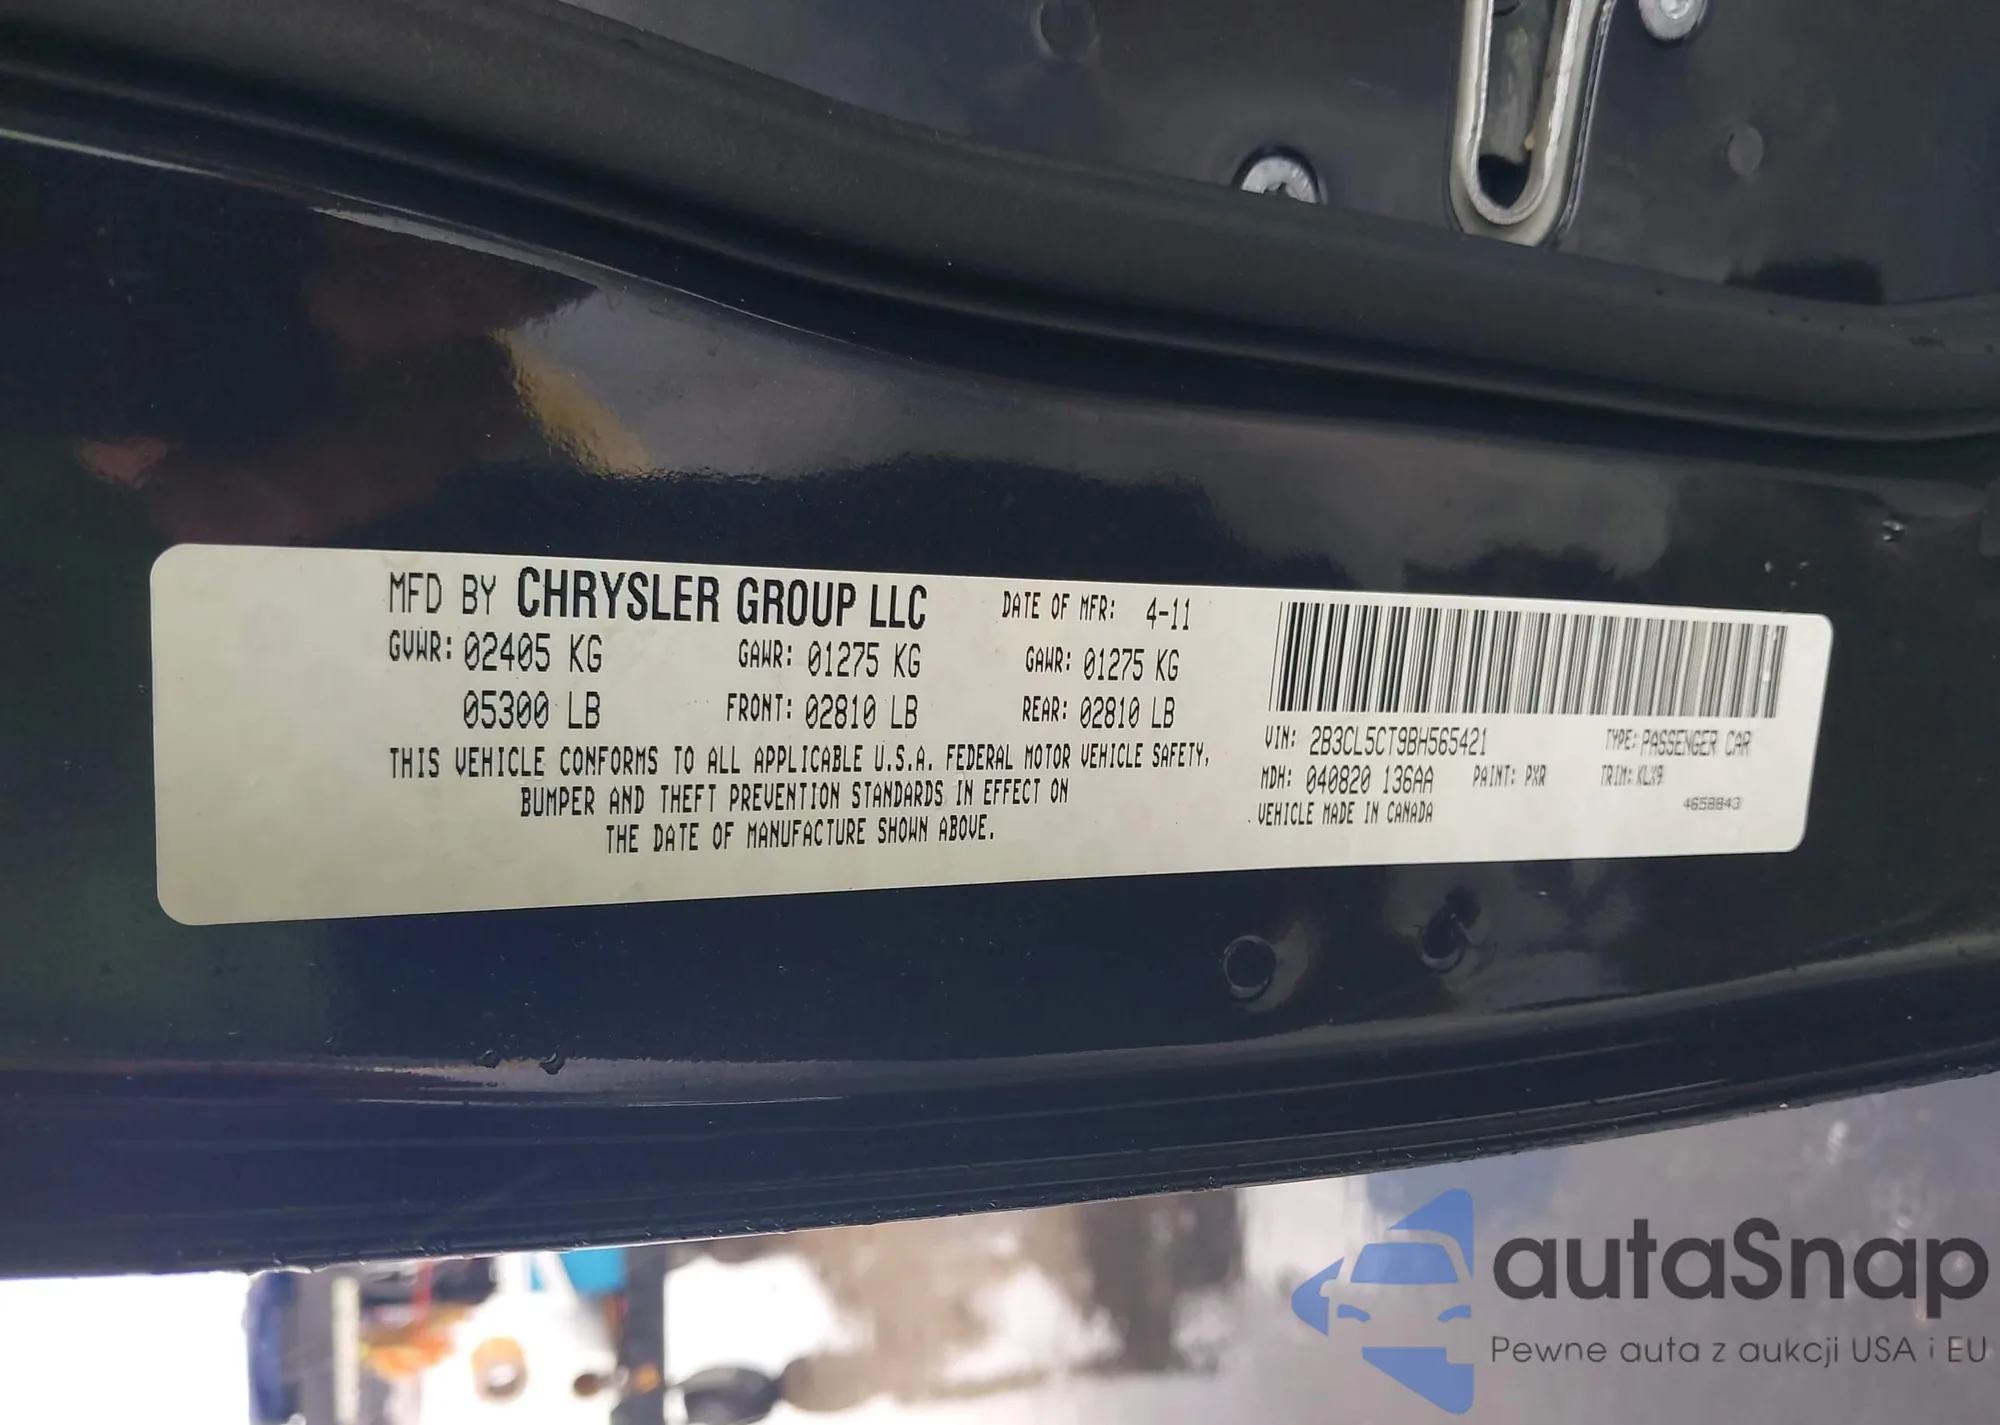 MFD BY CHRYSLER GROUP LLC DATE OF MFR: 4-11
GVWR: 02405 KG GAWR: 01275 KG GAWR: 01275 KG
05300 LB FRONT: 02810 LB REAR: 02810 LB
THIS VEHICLE CONFORMS TO ALL APPLICABLE U.S.A. FEDERAL MOTOR VEHICLE SAFETY,
BUMPER AND THEFT PREVENTION STANDARDS IN EFFECT ON
THE DATE OF MANUFACTURE SHOWN ABOVE.
VIN: 2B3CL5CT9BH565421 TYPE: PASSENGER CAR
MDH: 040820 136AA PAINT: PXR TRIM: KLX9
VEHICLE MADE IN CANADA 4658843
autaSnap
Pewne auta z aukcji USA i EU